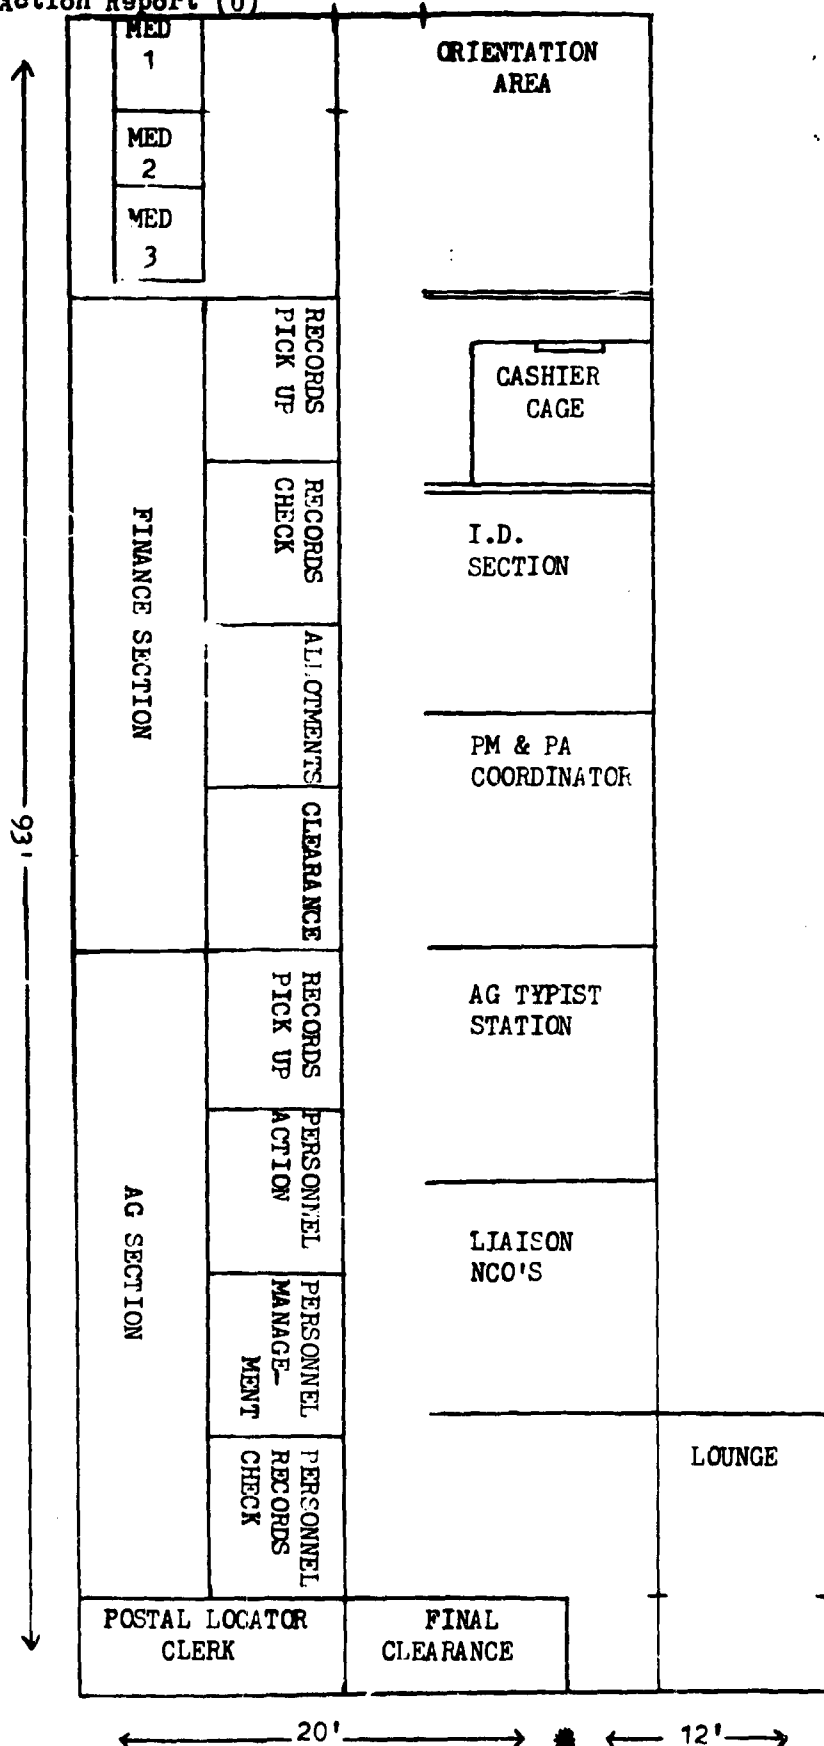 Action Report (U)
MED
1
MED
2
MED
3
ORIENTATION
AREA
RECORDS
PICK UP
RECORDS
CHECK
ALLOTMENTS
CLEARANCE
FINANCE SECTION
CASHIER
CAGE
I.D.
SECTION
PM & PA
COORDINATOR
93'
RECORDS
PICK UP
PERSONNEL
ACTION
PERSONNEL
MANAGE-
MENT
PERSONNEL
RECORDS
CHECK
AG SECTION
AG TYPIST
STATION
LIAISON
NCO'S
LOUNGE
POSTAL LOCATOR
CLERK
FINAL
CLEARANCE
20'
12'